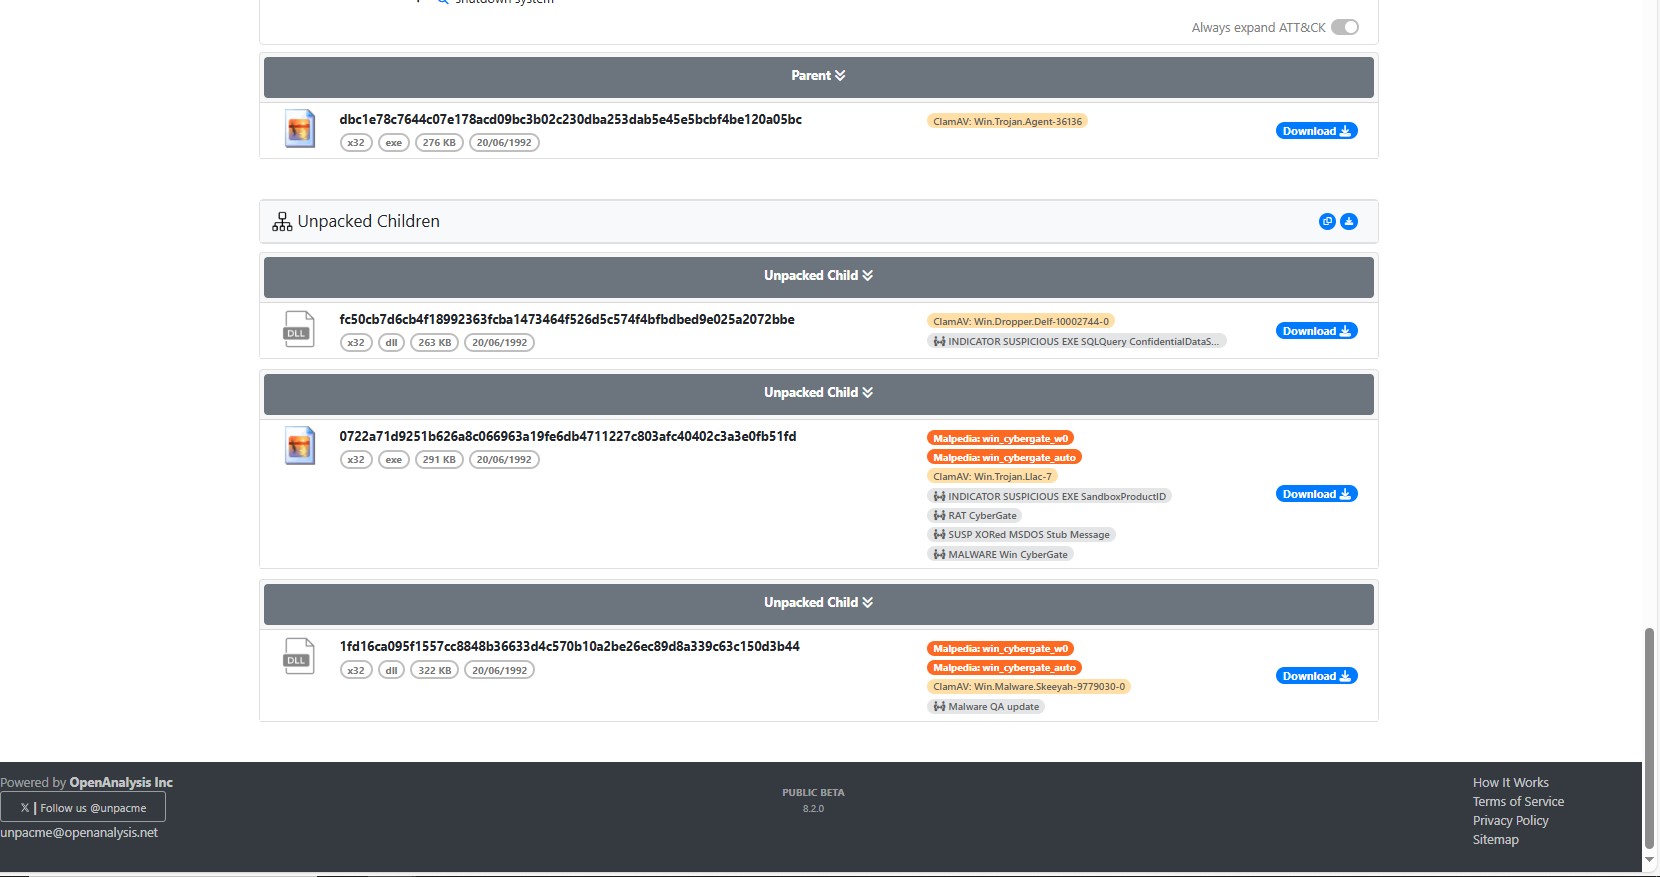 shutdown system
Always expand ATT&CK
Parent
dbc1e78c7644c07e178acd09bc3b02c230dba253dab5e45e5bcbf4be120a05bc
ClamAV: Win.Trojan.Agent-36136
x32 exe 276 KB 20/06/1992
Download
Unpacked Children
Unpacked Child
fc50cb7d6cb4f18992363fcba1473464f526d5c574f4bfbdbed9e025a2072bbe
ClamAV: Win.Dropper.Delf-10002744-0
x32 dll 263 KB 20/06/1992
INDICATOR SUSPICIOUS EXE SQLQuery ConfidentialDataS...
Download
Unpacked Child
0722a71d9251b626a8c066963a19fe6db4711227c803afc40402c3a3e0fb51fd
x32 exe 291 KB 20/06/1992
Malpedia: win_cybergate_w0
Malpedia: win_cybergate_auto
ClamAV: Win.Trojan.Llac-7
INDICATOR SUSPICIOUS EXE SandboxProductID
RAT CyberGate
SUSP XORed MSDOS Stub Message
MALWARE Win CyberGate
Download
Unpacked Child
1fd16ca095f1557cc8848b36633d4c570b10a2be26ec89d8a339c63c150d3b44
x32 dll 322 KB 20/06/1992
Malpedia: win_cybergate_w0
Malpedia: win_cybergate_auto
ClamAV: Win.Malware.Skeeyah-9779030-0
Malware QA update
Download
Powered by OpenAnalysis Inc
X | Follow us @unpacme
unpacme@openanalysis.net
PUBLIC BETA
8.2.0
How It Works
Terms of Service
Privacy Policy
Sitemap